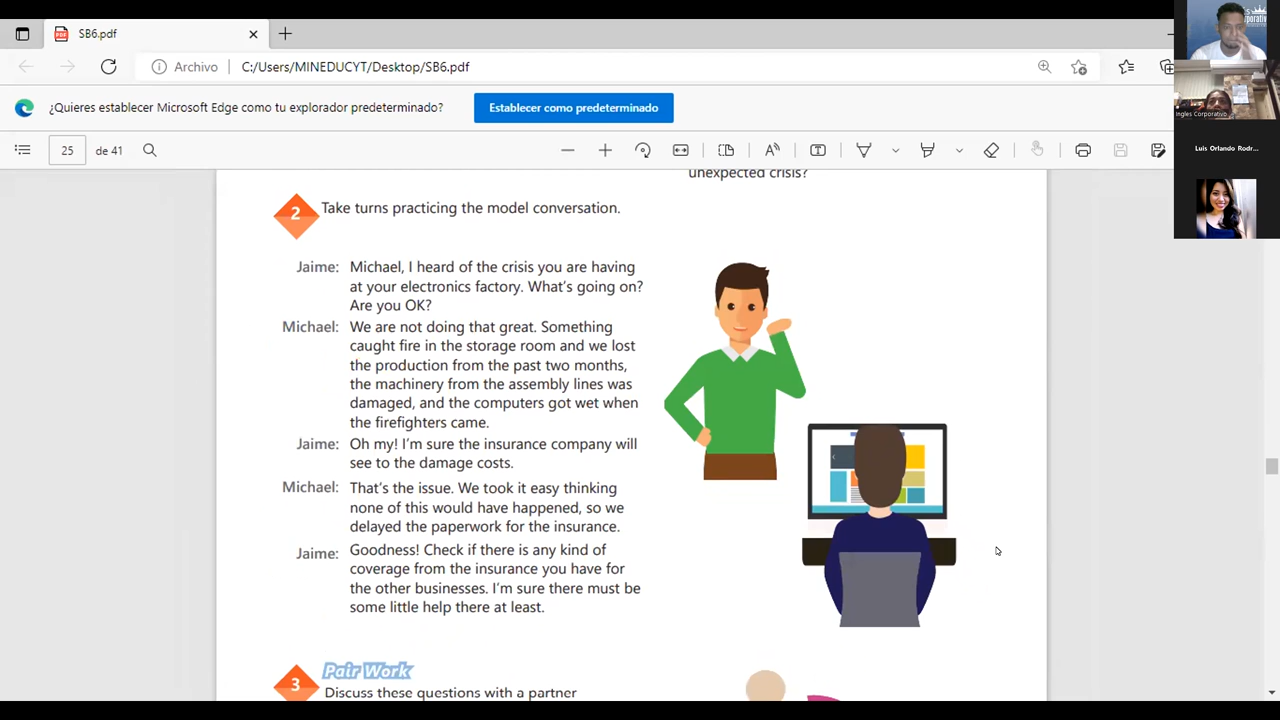 SB6.pdf
Archivo
C:/Users/MINEDUCYT/Desktop/SB6.pdf
¿Quieres establecer Microsoft Edge como tu explorador predeterminado?
Establecer como predeterminado
25
de 41
unexpected crisis?
2
Take turns practicing the model conversation.
Jaime: Michael, I heard of the crisis you are having
at your electronics factory. What's going on?
Are you OK?
Michael: We are not doing that great. Something
caught fire in the storage room and we lost
the production from the past two months,
the machinery from the assembly lines was
damaged, and the computers got wet when
the firefighters came.
Jaime: Oh my! I'm sure the insurance company will
see to the damage costs.
Michael: That's the issue. We took it easy thinking
none of this would have happened, so we
delayed the paperwork for the insurance.
Jaime: Goodness! Check if there is any kind of
coverage from the insurance you have for
the other businesses. I'm sure there must be
some little help there at least.
3
Pair Work
Discuss these questions with a partner
Ingles Corporativo
Luis Orlando Rodr...